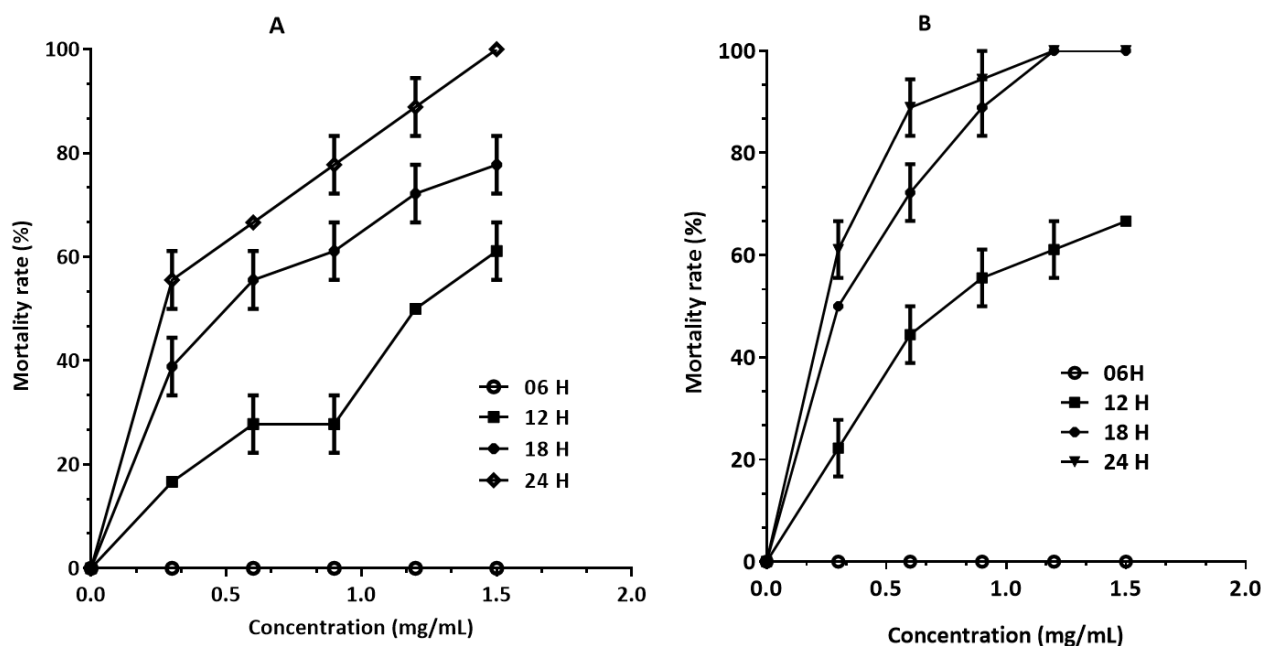 A
Mortality rate (%)
100
80
60
40
20
0
0.0
0.5
1.0
1.5
2.0
Concentration (mg/mL)
06 H
12 H
18 H
24 H
B
Mortality rate (%)
100
80
60
40
20
0
0.0
0.5
1.0
1.5
2.0
Concentration (mg/mL)
06H
12 H
18 H
24 H